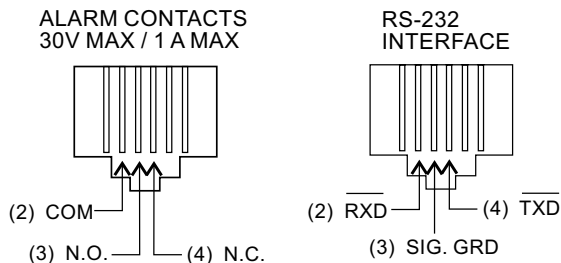 ALARM CONTACTS
30V MAX / 1 A MAX
(2) COM
(3) N.O.
(4) N.C.
RS-232
INTERFACE
(2) RXD
(4) TXD
(3) SIG. GRD